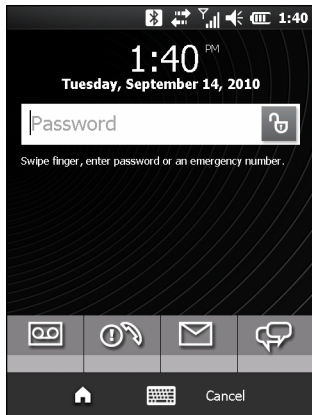 1:40
1:40 PM
Tuesday, September 14, 2010
Password
Swipe finger, enter password or an emergency number.
Cancel